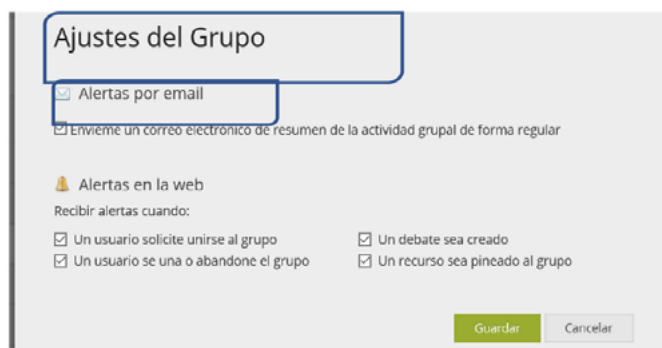 Ajustes del Grupo
Alertas por email
Envíeme un correo electrónico de resumen de la actividad grupal de forma regular
Alertas en la web
Recibir alertas cuando:
Un usuario solicite unirse al grupo
Un debate sea creado
Un usuario se una o abandone el grupo
Un recurso sea pineado al grupo
Guardar
Cancelar